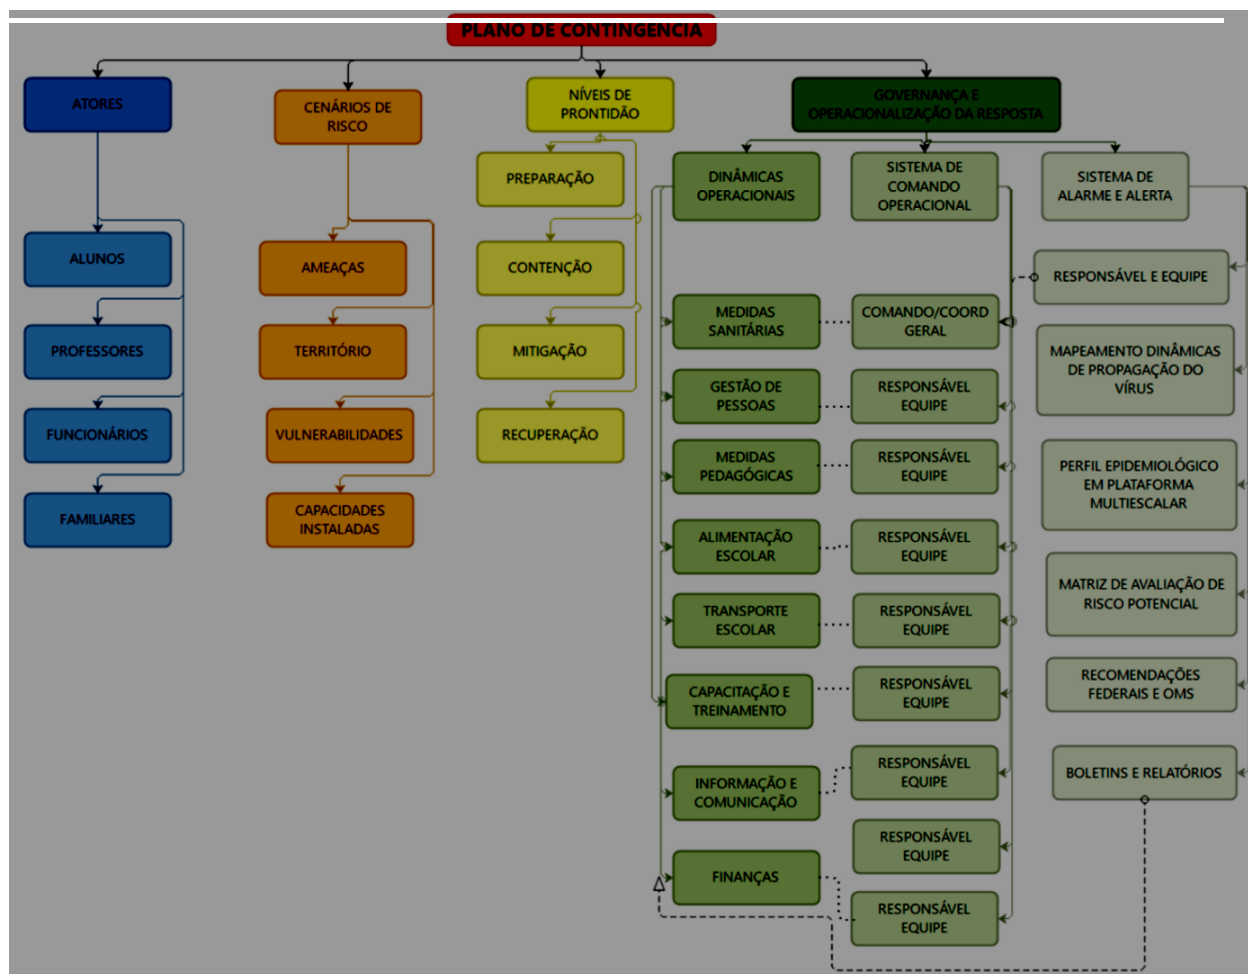 PLANO DE CONTINGÊNCIA
ATORES
CENÁRIOS DE
RISCO
NÍVEIS DE
PRONTIDÃO
GOVERNANÇA E
OPERACIONALIZAÇÃO DA RESPOSTA
ALUNOS
PROFESSORES
FUNCIONÁRIOS
FAMILIARES
AMEAÇAS
TERRITÓRIO
VULNERABILIDADES
CAPACIDADES
INSTALADAS
PREPARAÇÃO
CONTENÇÃO
MITIGAÇÃO
RECUPERAÇÃO
DINÂMICAS
OPERACIONAIS
MEDIDAS
SANITÁRIAS
GESTÃO DE
PESSOAS
MEDIDAS
PEDAGÓGICAS
ALIMENTAÇÃO
ESCOLAR
TRANSPORTE
ESCOLAR
CAPACITAÇÃO E
TREINAMENTO
INFORMAÇÃO E
COMUNICAÇÃO
FINANÇAS
SISTEMA DE
COMANDO
OPERACIONAL
COMANDO/COORD
GERAL
RESPONSÁVEL
EQUIPE
RESPONSÁVEL
EQUIPE
RESPONSÁVEL
EQUIPE
RESPONSÁVEL
EQUIPE
RESPONSÁVEL
EQUIPE
RESPONSÁVEL
EQUIPE
RESPONSÁVEL
EQUIPE
RESPONSÁVEL
EQUIPE
SISTEMA DE
ALARME E ALERTA
RESPONSÁVEL E EQUIPE
MAPEAMENTO DINÂMICAS
DE PROPAGAÇÃO DO
VÍRUS
PERFIL EPIDEMIOLÓGICO
EM PLATAFORMA
MULTIESCALAR
MATRIZ DE AVALIAÇÃO DE
RISCO POTENCIAL
RECOMENDAÇÕES
FEDERAIS E OMS
BOLETINS E RELATÓRIOS